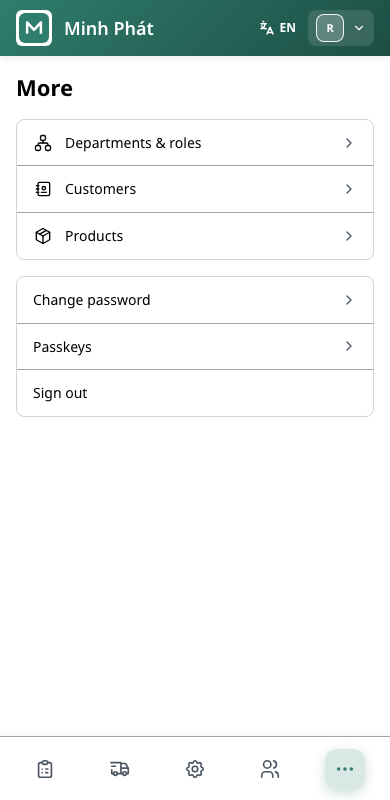 Minh Phát
EN
R
More
Departments & roles
Customers
Products
Change password
Passkeys
Sign out